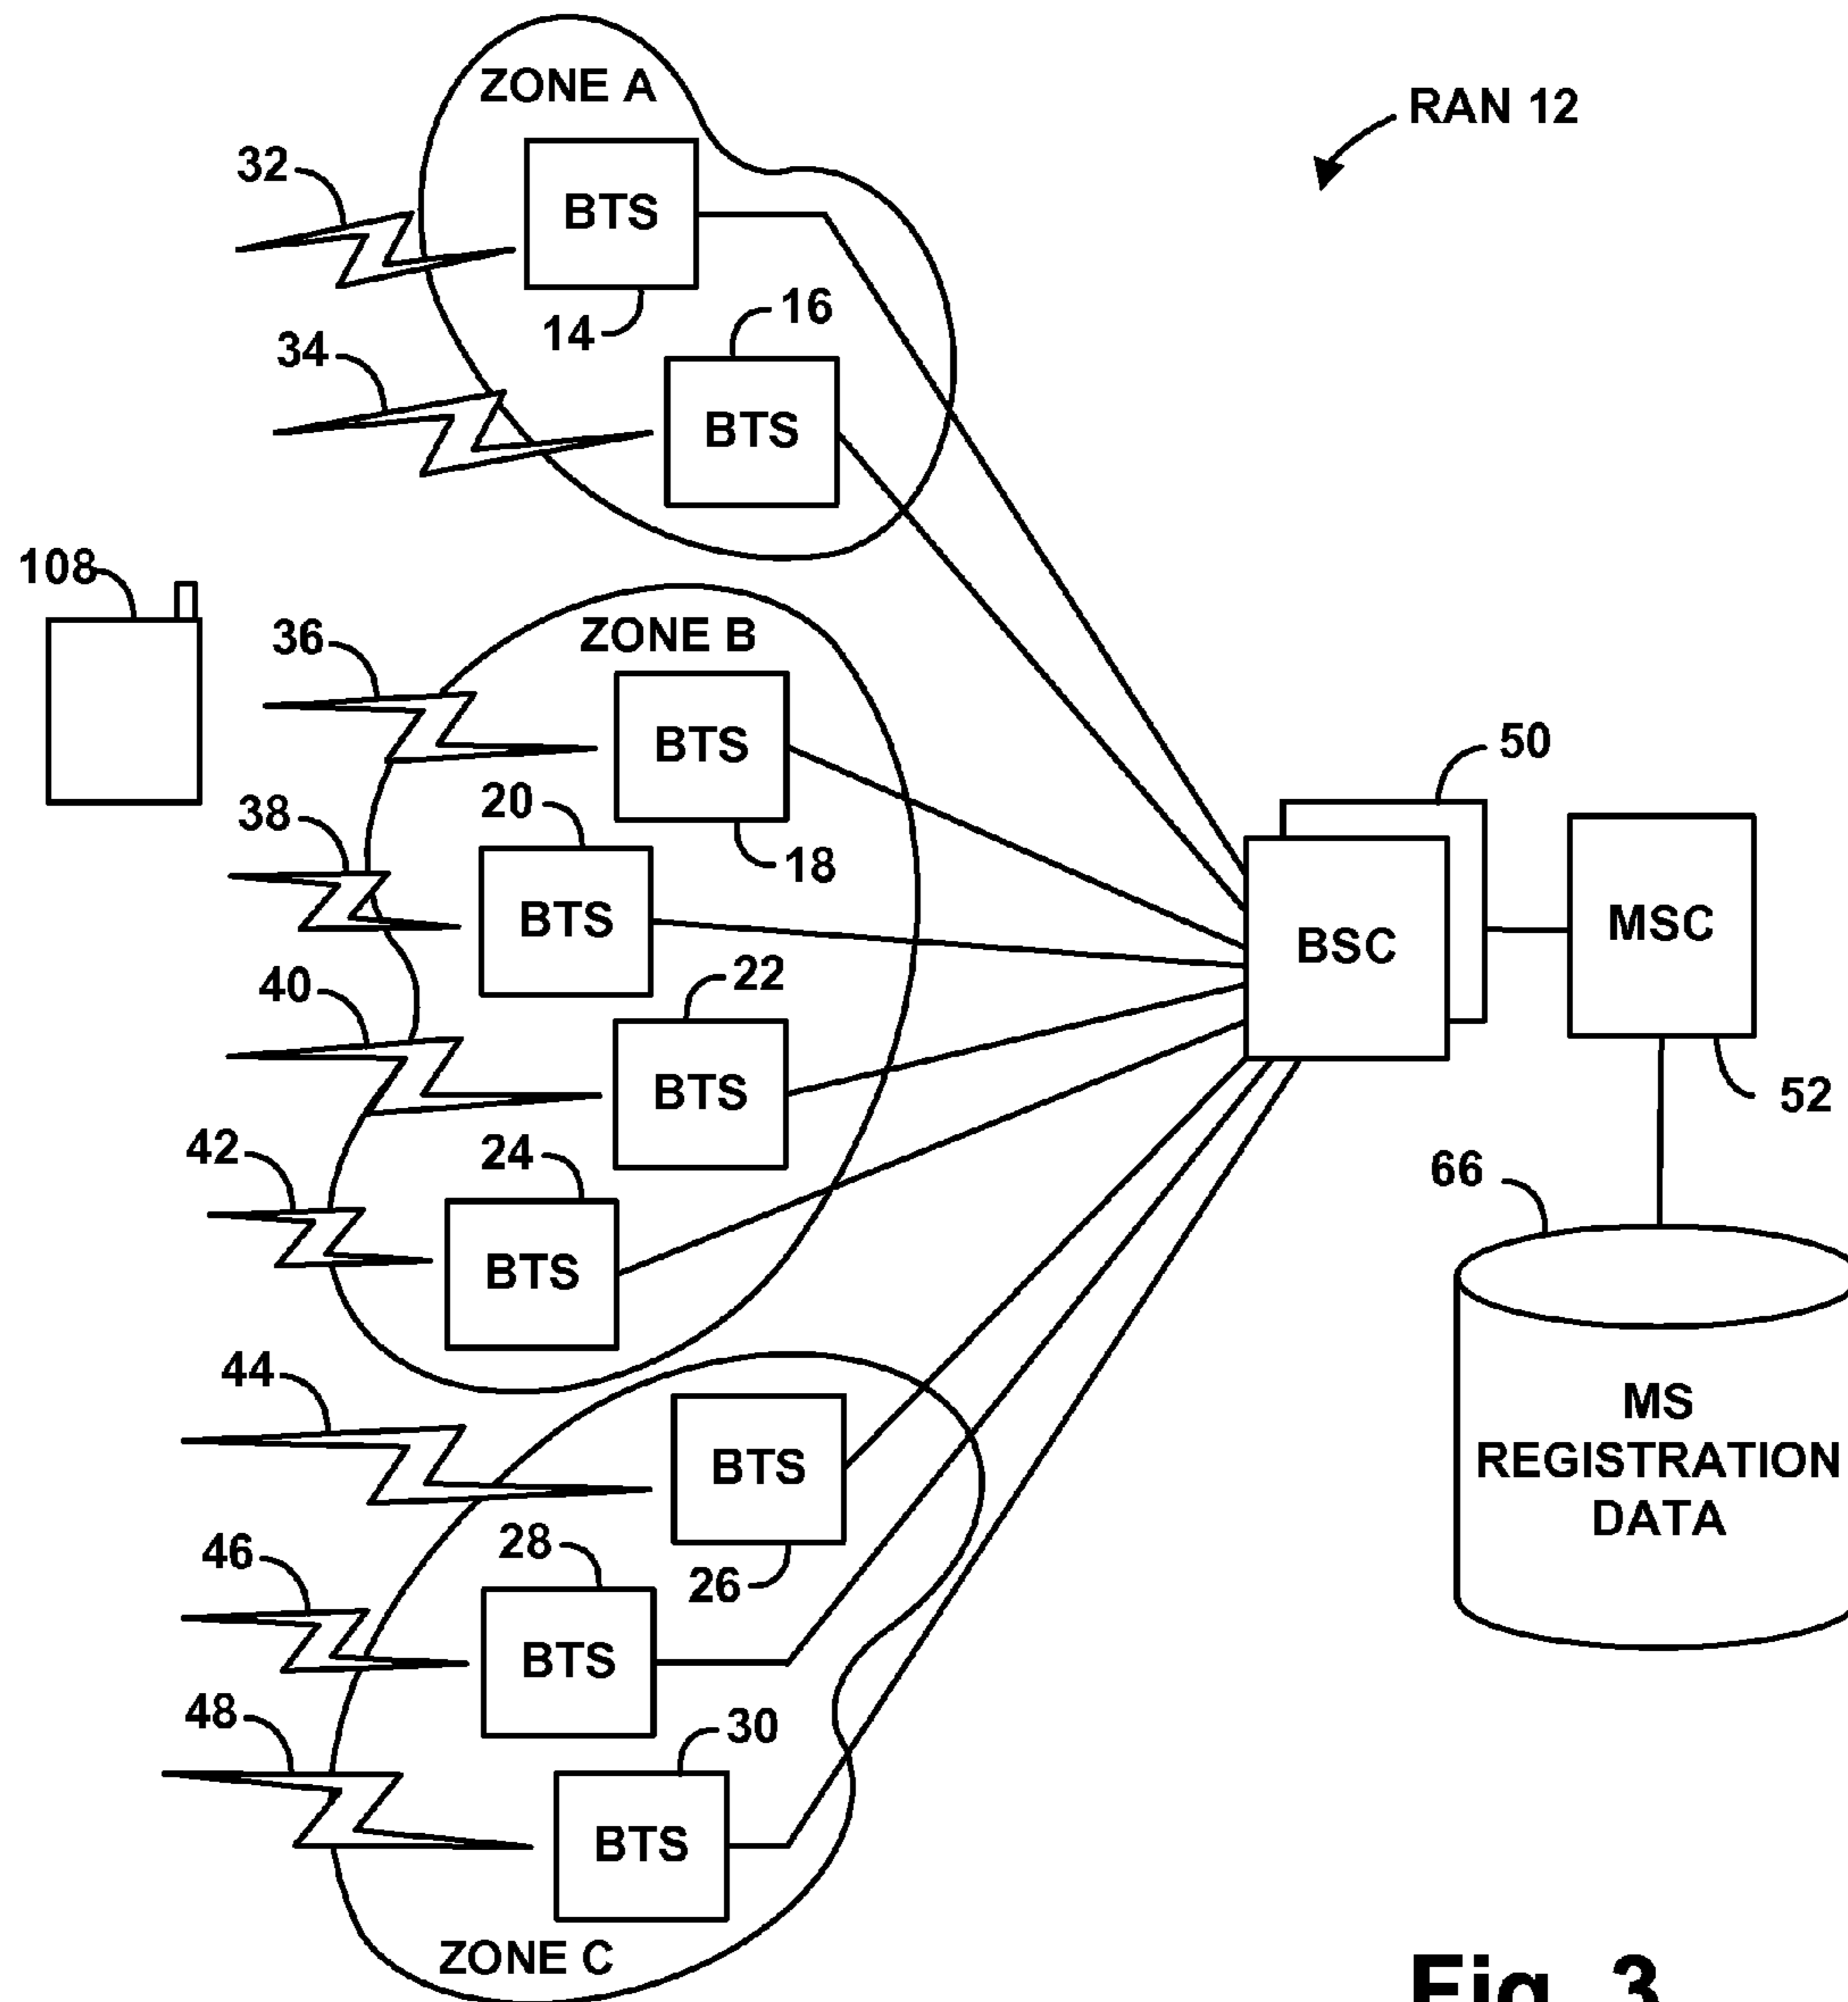 ZONE A
RAN 12
32
BTS
14
16
34
BTS
108
36
ZONE B
BTS
18
38
20
BTS
50
BSC
MSC
52
40
22
BTS
42
24
BTS
66
MS
REGISTRATION
DATA
44
BTS
26
46
28
BTS
48
30
BTS
ZONE C
Fig. 3